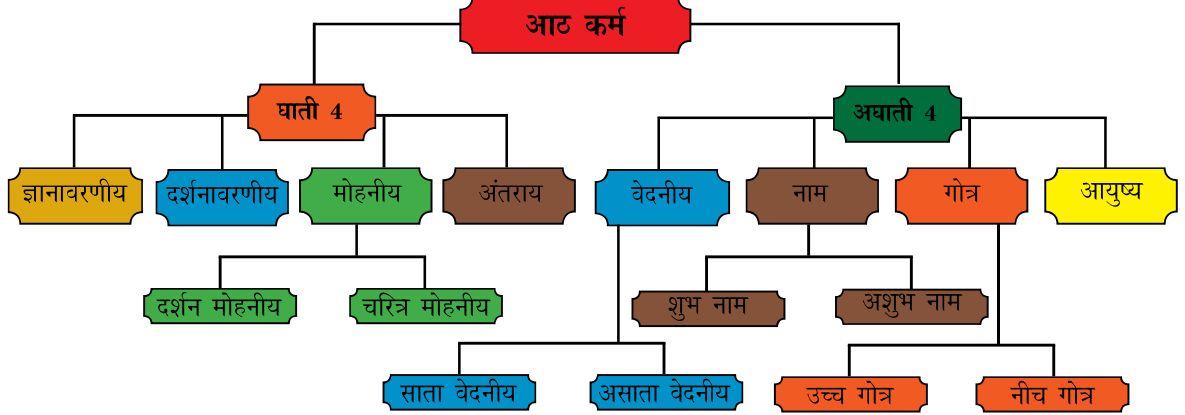 आठ कर्म
घाती 4
अघाती 4
ज्ञानावरणीय
दर्शनावरणीय
मोहनीय
अंतराय
वेदनीय
नाम
गोत्र
आयुष्य
दर्शन मोहनीय
चरित्र मोहनीय
शुभ नाम
अशुभ नाम
साता वेदनीय
असाता वेदनीय
उच्च गोत्र
नीच गोत्र